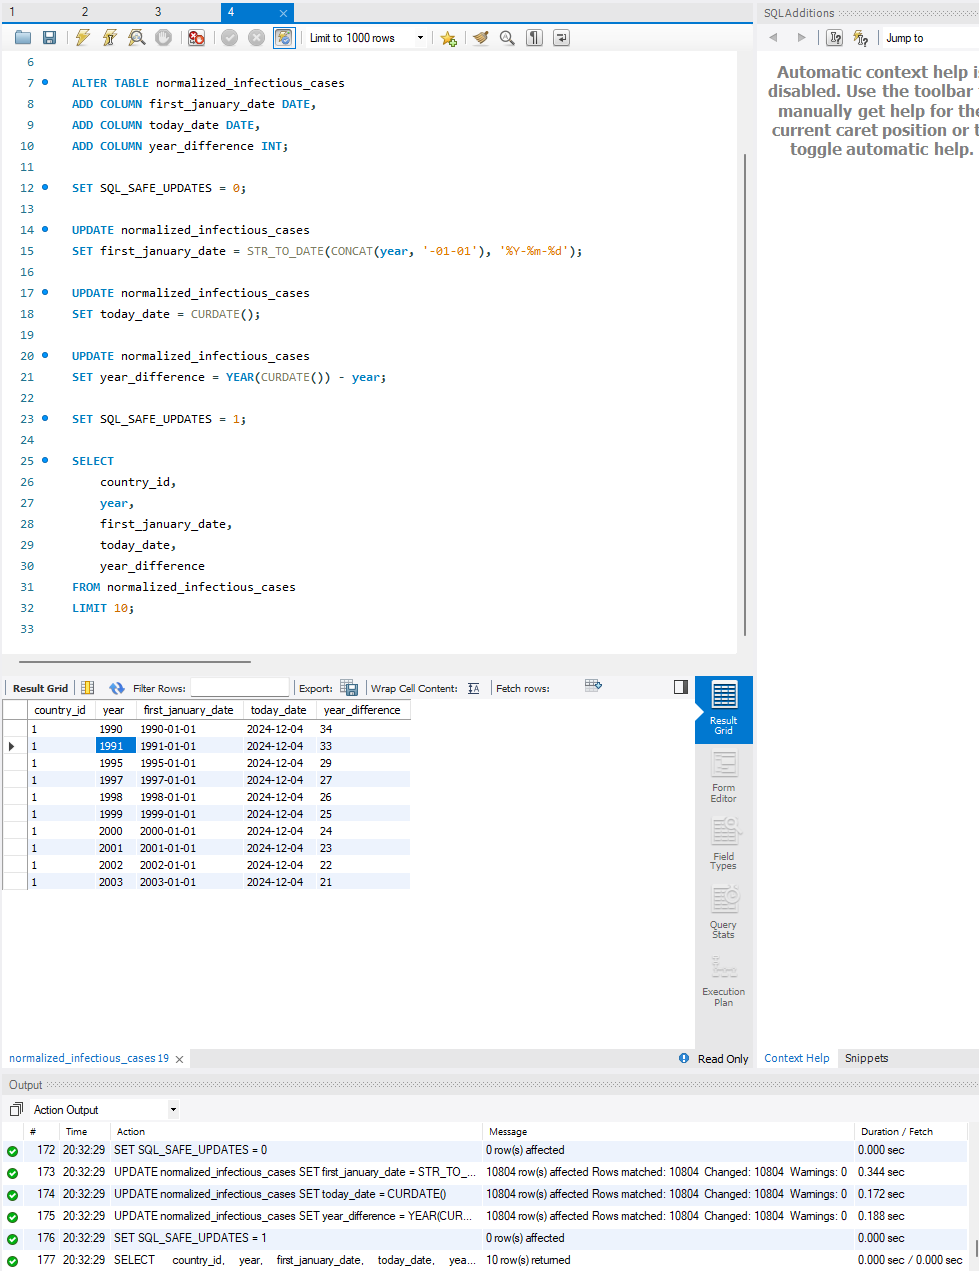 1 2 3 4
Limit to 1000 rows
6
7 ALTER TABLE normalized_infectious_cases
8 ADD COLUMN first_january_date DATE,
9 ADD COLUMN today_date DATE,
10 ADD COLUMN year_difference INT;
11
12 SET SQL_SAFE_UPDATES = 0;
13
14 UPDATE normalized_infectious_cases
15 SET first_january_date = STR_TO_DATE(CONCAT(year, '-01-01'), '%Y-%m-%d');
16
17 UPDATE normalized_infectious_cases
18 SET today_date = CURDATE();
19
20 UPDATE normalized_infectious_cases
21 SET year_difference = YEAR(CURDATE()) - year;
22
23 SET SQL_SAFE_UPDATES = 1;
24
25 SELECT
26 country_id,
27 year,
28 first_january_date,
29 today_date,
30 year_difference
31 FROM normalized_infectious_cases
32 LIMIT 10;
33
SQLAdditions
Jump to
Automatic context help is
disabled. Use the toolbar
manually get help for the
current caret position or t
toggle automatic help.
Result Grid Filter Rows: Export: Wrap Cell Content: Fetch rows:
country_id year first_january_date today_date year_difference
1 1990 1990-01-01 2024-12-04 34
1 1991 1991-01-01 2024-12-04 33
1 1995 1995-01-01 2024-12-04 29
1 1997 1997-01-01 2024-12-04 27
1 1998 1998-01-01 2024-12-04 26
1 1999 1999-01-01 2024-12-04 25
1 2000 2000-01-01 2024-12-04 24
1 2001 2001-01-01 2024-12-04 23
1 2002 2002-01-01 2024-12-04 22
1 2003 2003-01-01 2024-12-04 21
Result
Grid
Form
Editor
Field
Types
Query
Stats
Execution
Plan
normalized_infectious_cases 19 Read Only Context Help Snippets
Output
Action Output
# Time Action Message Duration / Fetch
172 20:32:29 SET SQL_SAFE_UPDATES = 0 0 row(s) affected 0.000 sec
173 20:32:29 UPDATE normalized_infectious_cases SET first_january_date = STR_TO_... 10804 row(s) affected Rows matched: 10804 Changed: 10804 Warnings: 0 0.344 sec
174 20:32:29 UPDATE normalized_infectious_cases SET today_date = CURDATE() 10804 row(s) affected Rows matched: 10804 Changed: 10804 Warnings: 0 0.172 sec
175 20:32:29 UPDATE normalized_infectious_cases SET year_difference = YEAR(CUR... 10804 row(s) affected Rows matched: 10804 Changed: 10804 Warnings: 0 0.188 sec
176 20:32:29 SET SQL_SAFE_UPDATES = 1 0 row(s) affected 0.000 sec
177 20:32:29 SELECT country_id, year, first_january_date, today_date, yea... 10 row(s) returned 0.000 sec / 0.000 sec